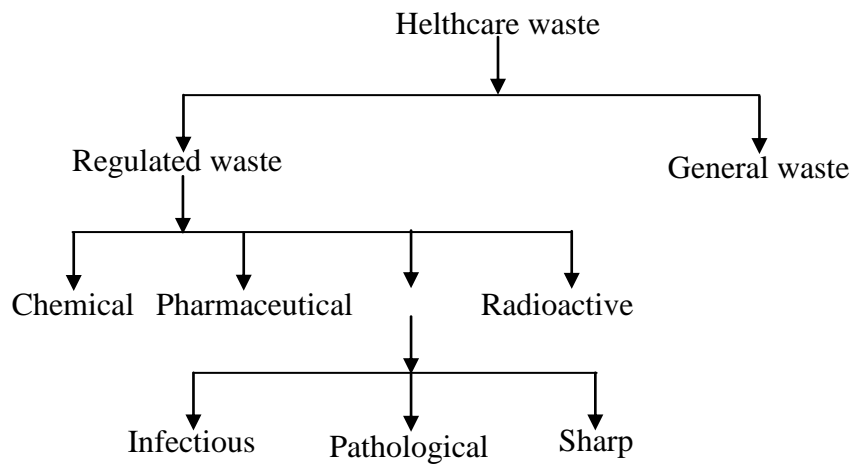 Helthcare waste
Regulated waste
General waste
Chemical
Pharmaceutical
Radioactive
Infectious
Pathological
Sharp